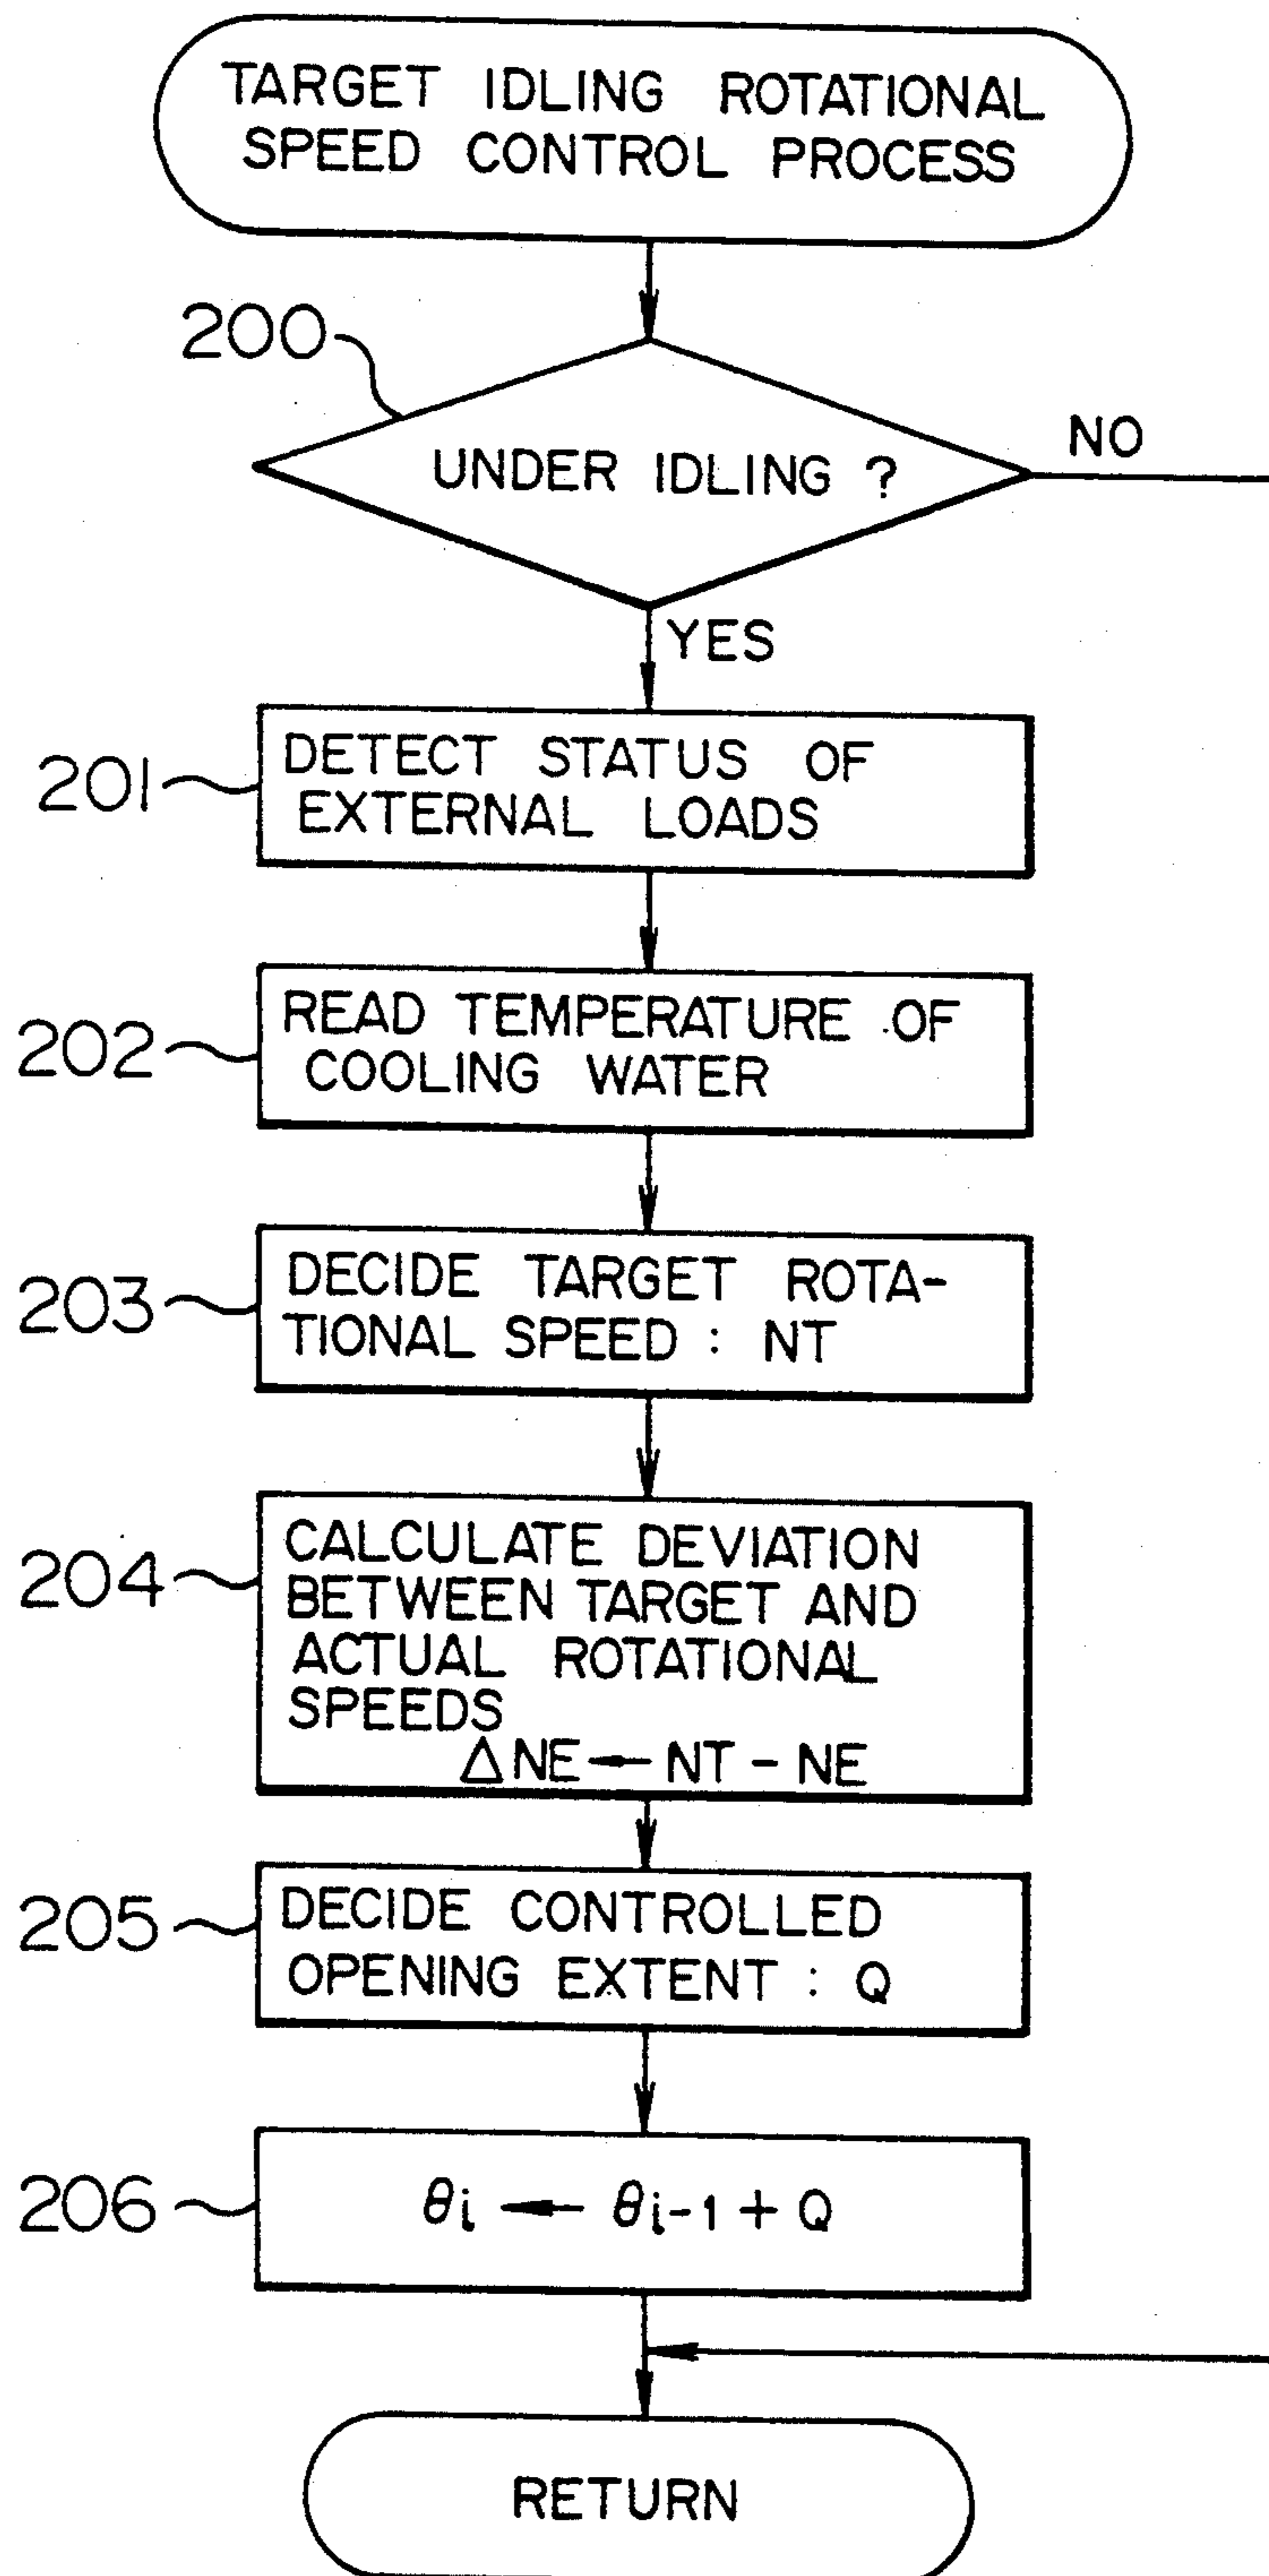 TARGET IDLING ROTATIONAL
SPEED CONTROL PROCESS
200
UNDER IDLING ?
NO
YES
201
DETECT STATUS OF
EXTERNAL LOADS
202
READ TEMPERATURE OF
COOLING WATER
203
DECIDE TARGET ROTA-
TIONAL SPEED : NT
204
CALCULATE DEVIATION
BETWEEN TARGET AND
ACTUAL ROTATIONAL
SPEEDS
△NE ← NT - NE
205
DECIDE CONTROLLED
OPENING EXTENT : Q
206
θi ← θi-1 + Q
RETURN